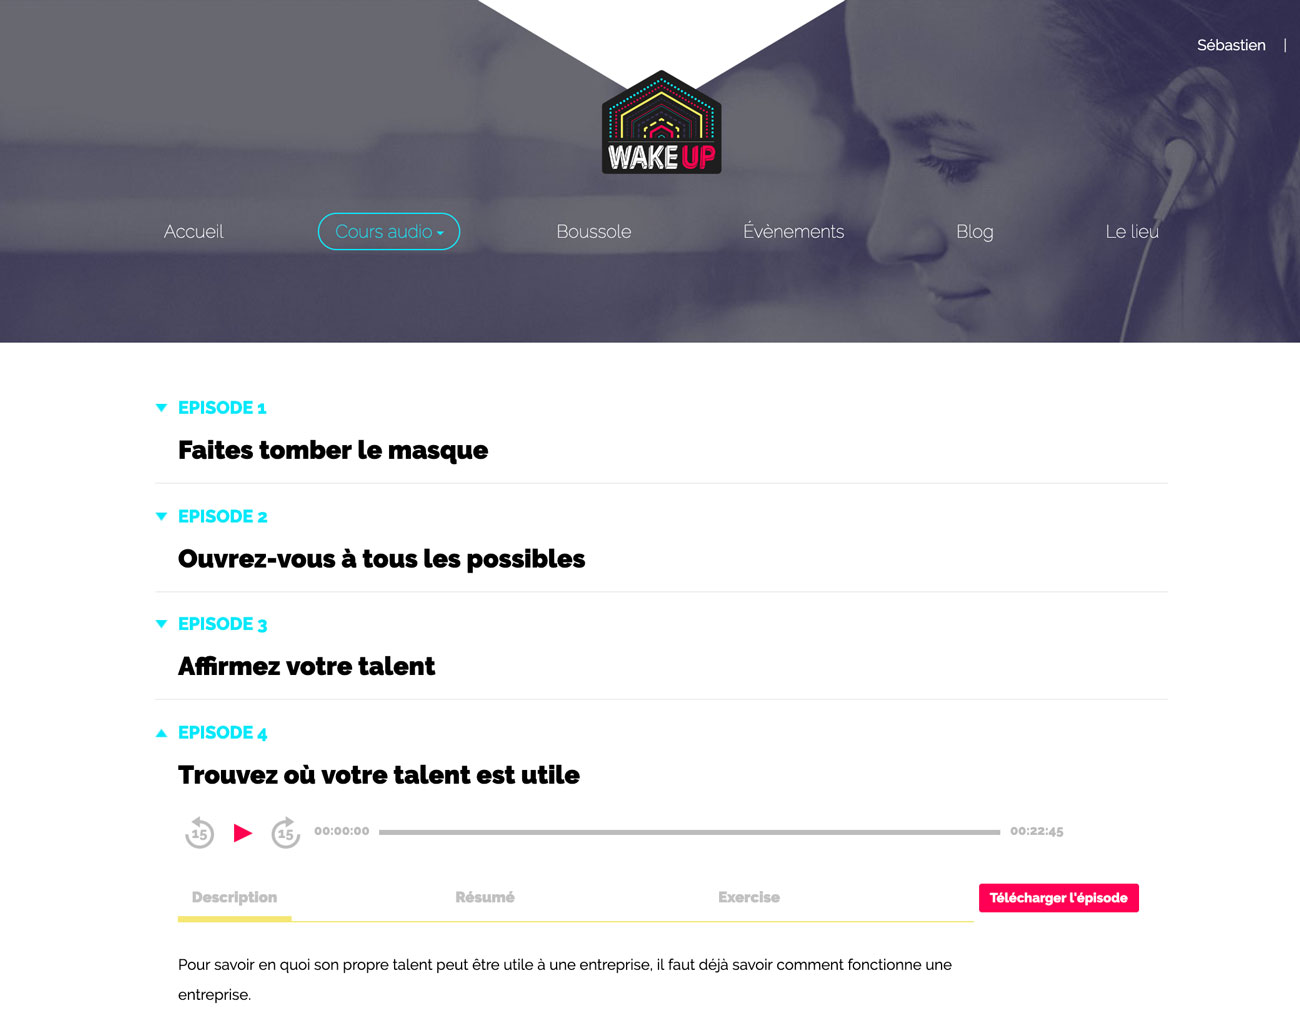 Sébastien |
WAKE UP
Accueil Cours audio Boussole Évènements Blog Le lieu
EPISODE 1
Faites tomber le masque
EPISODE 2
Ouvrez-vous à tous les possibles
EPISODE 3
Affirmez votre talent
EPISODE 4
Trouvez où votre talent est utile
15 15 00:00:00 00:22:45
Description Résumé Exercise Télécharger l'épisode
Pour savoir en quoi son propre talent peut être utile à une entreprise, il faut déjà savoir comment fonctionne une
entreprise.